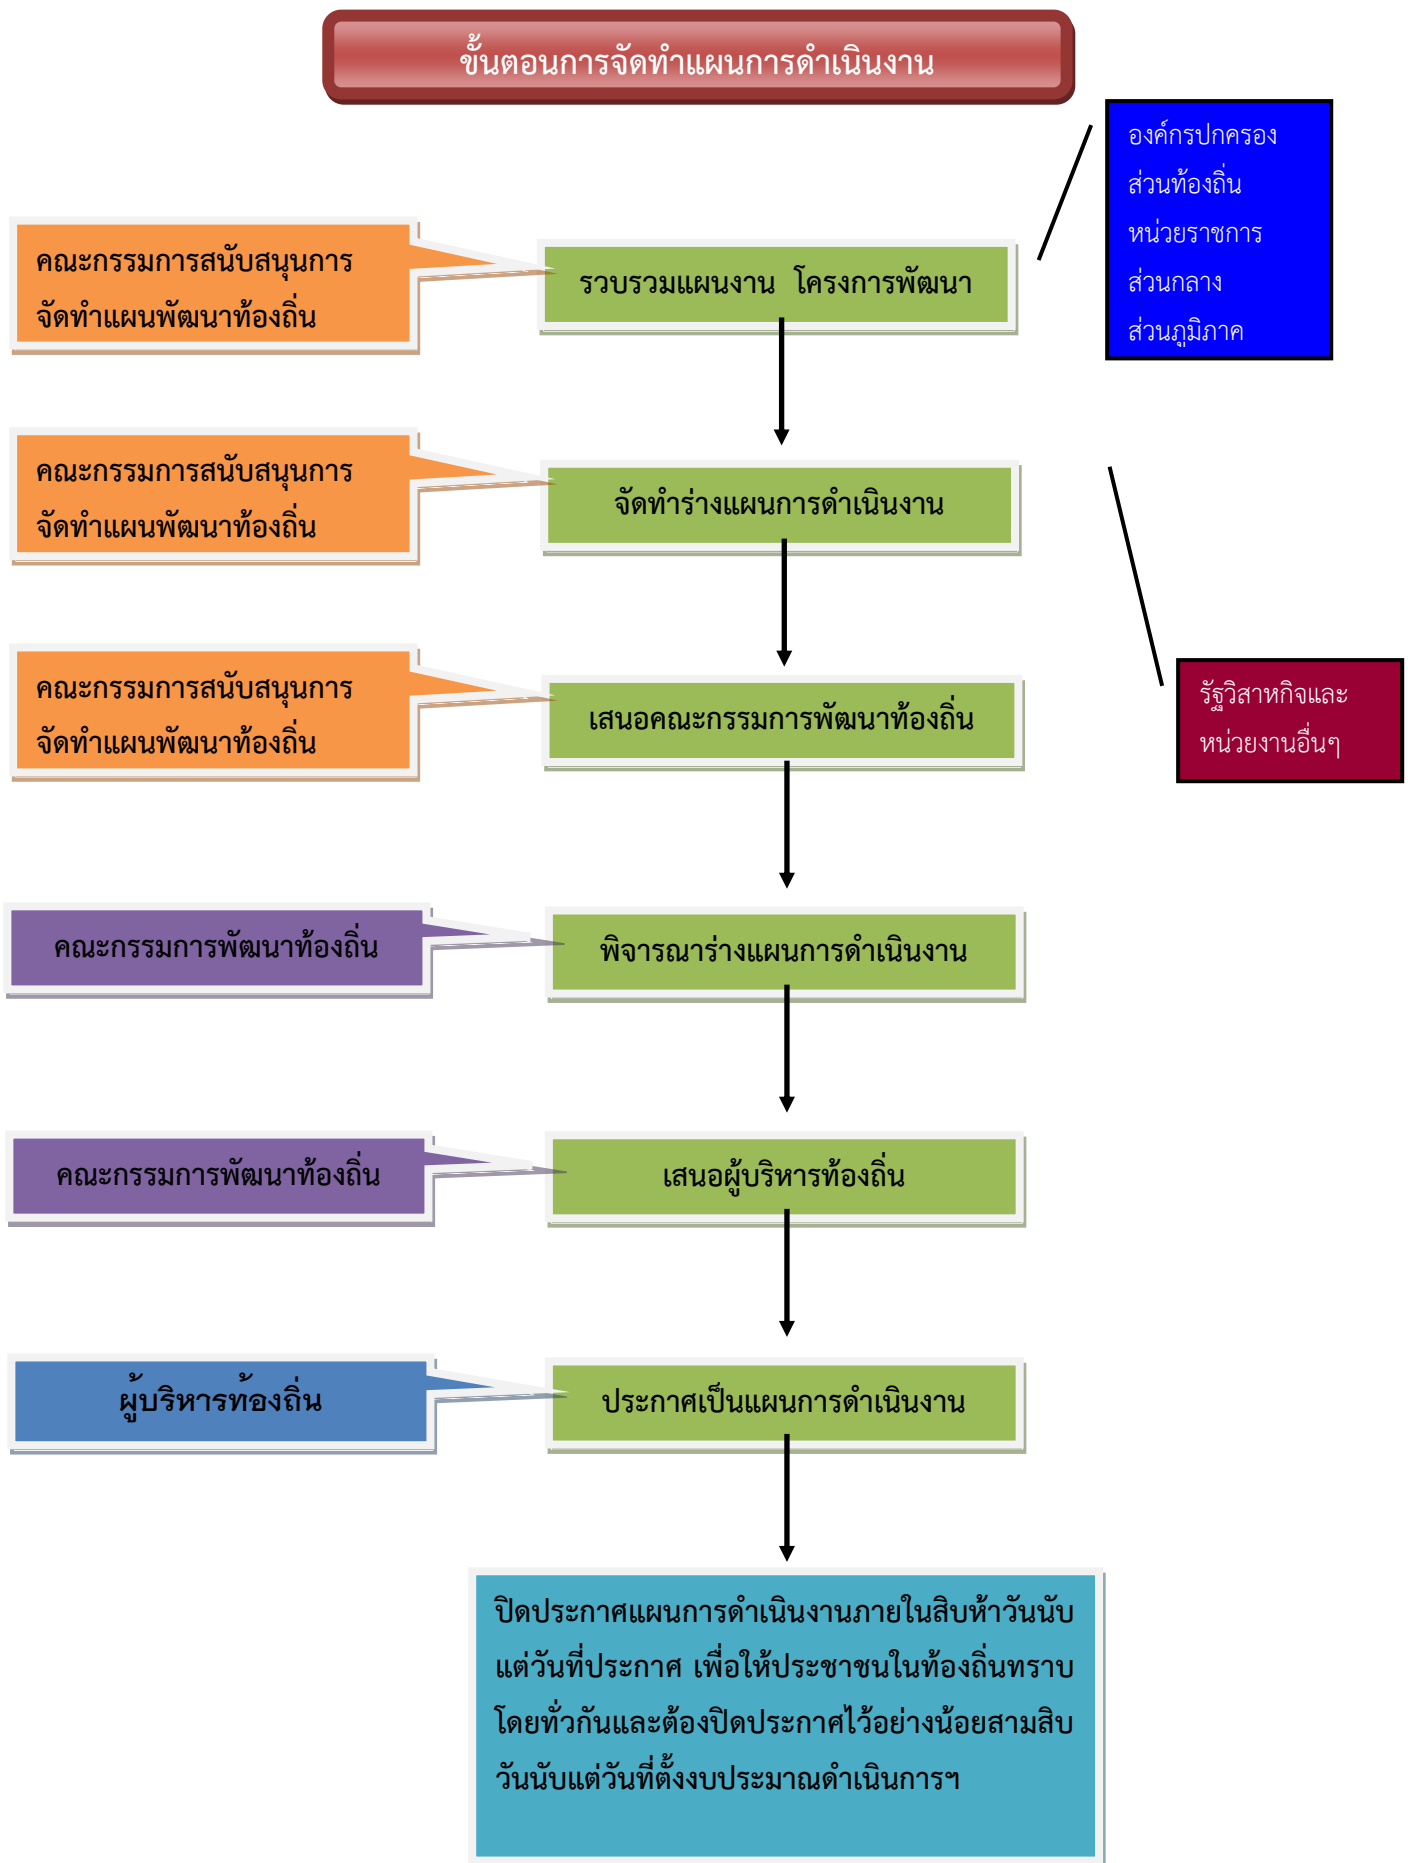 ขั้นตอนการจัดทำแผนการดำเนินงาน
องค์กรปกครอง
ส่วนท้องถิ่น
หน่วยราชการ
ส่วนกลาง
ส่วนภูมิภาค
คณะกรรมการสนับสนุนการ
จัดทำแผนพัฒนาท้องถิ่น
รวบรวมแผนงาน โครงการพัฒนา
คณะกรรมการสนับสนุนการ
จัดทำแผนพัฒนาท้องถิ่น
จัดทำร่างแผนการดำเนินงาน
คณะกรรมการสนับสนุนการ
จัดทำแผนพัฒนาท้องถิ่น
เสนอคณะกรรมการพัฒนาท้องถิ่น
รัฐวิสาหกิจและ
หน่วยงานอื่นๆ
คณะกรรมการพัฒนาท้องถิ่น
พิจารณาร่างแผนการดำเนินงาน
คณะกรรมการพัฒนาท้องถิ่น
เสนอผู้บริหารท้องถิ่น
ผู้บริหารท้องถิ่น
ประกาศเป็นแผนการดำเนินงาน
ปิดประกาศแผนการดำเนินงานภายในสิบห้าวันนับ
แต่วันที่ประกาศ เพื่อให้ประชาชนในท้องถิ่นทราบ
โดยทั่วกันและต้องปิดประกาศไว้อย่างน้อยสามสิบ
วันนับแต่วันที่ตั้งงบประมาณดำเนินการฯ